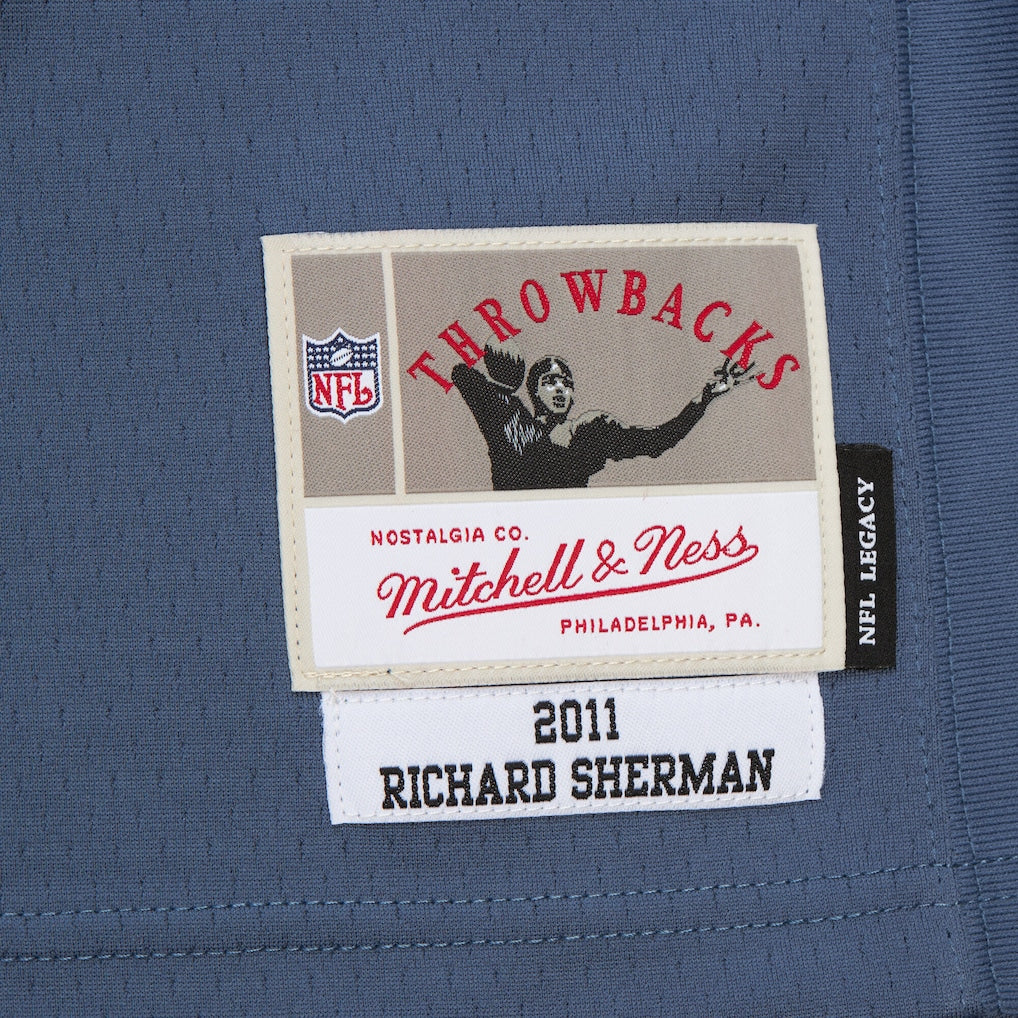 THROWBACKS
NFL
NOSTALGIA CO.
Mitchell & Ness
PHILADELPHIA, PA.
NFL LEGACY
2011
RICHARD SHERMAN